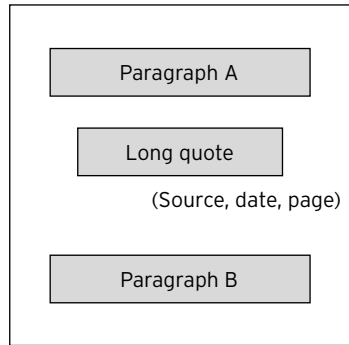 Paragraph A
Long quote
(Source, date, page)
Paragraph B